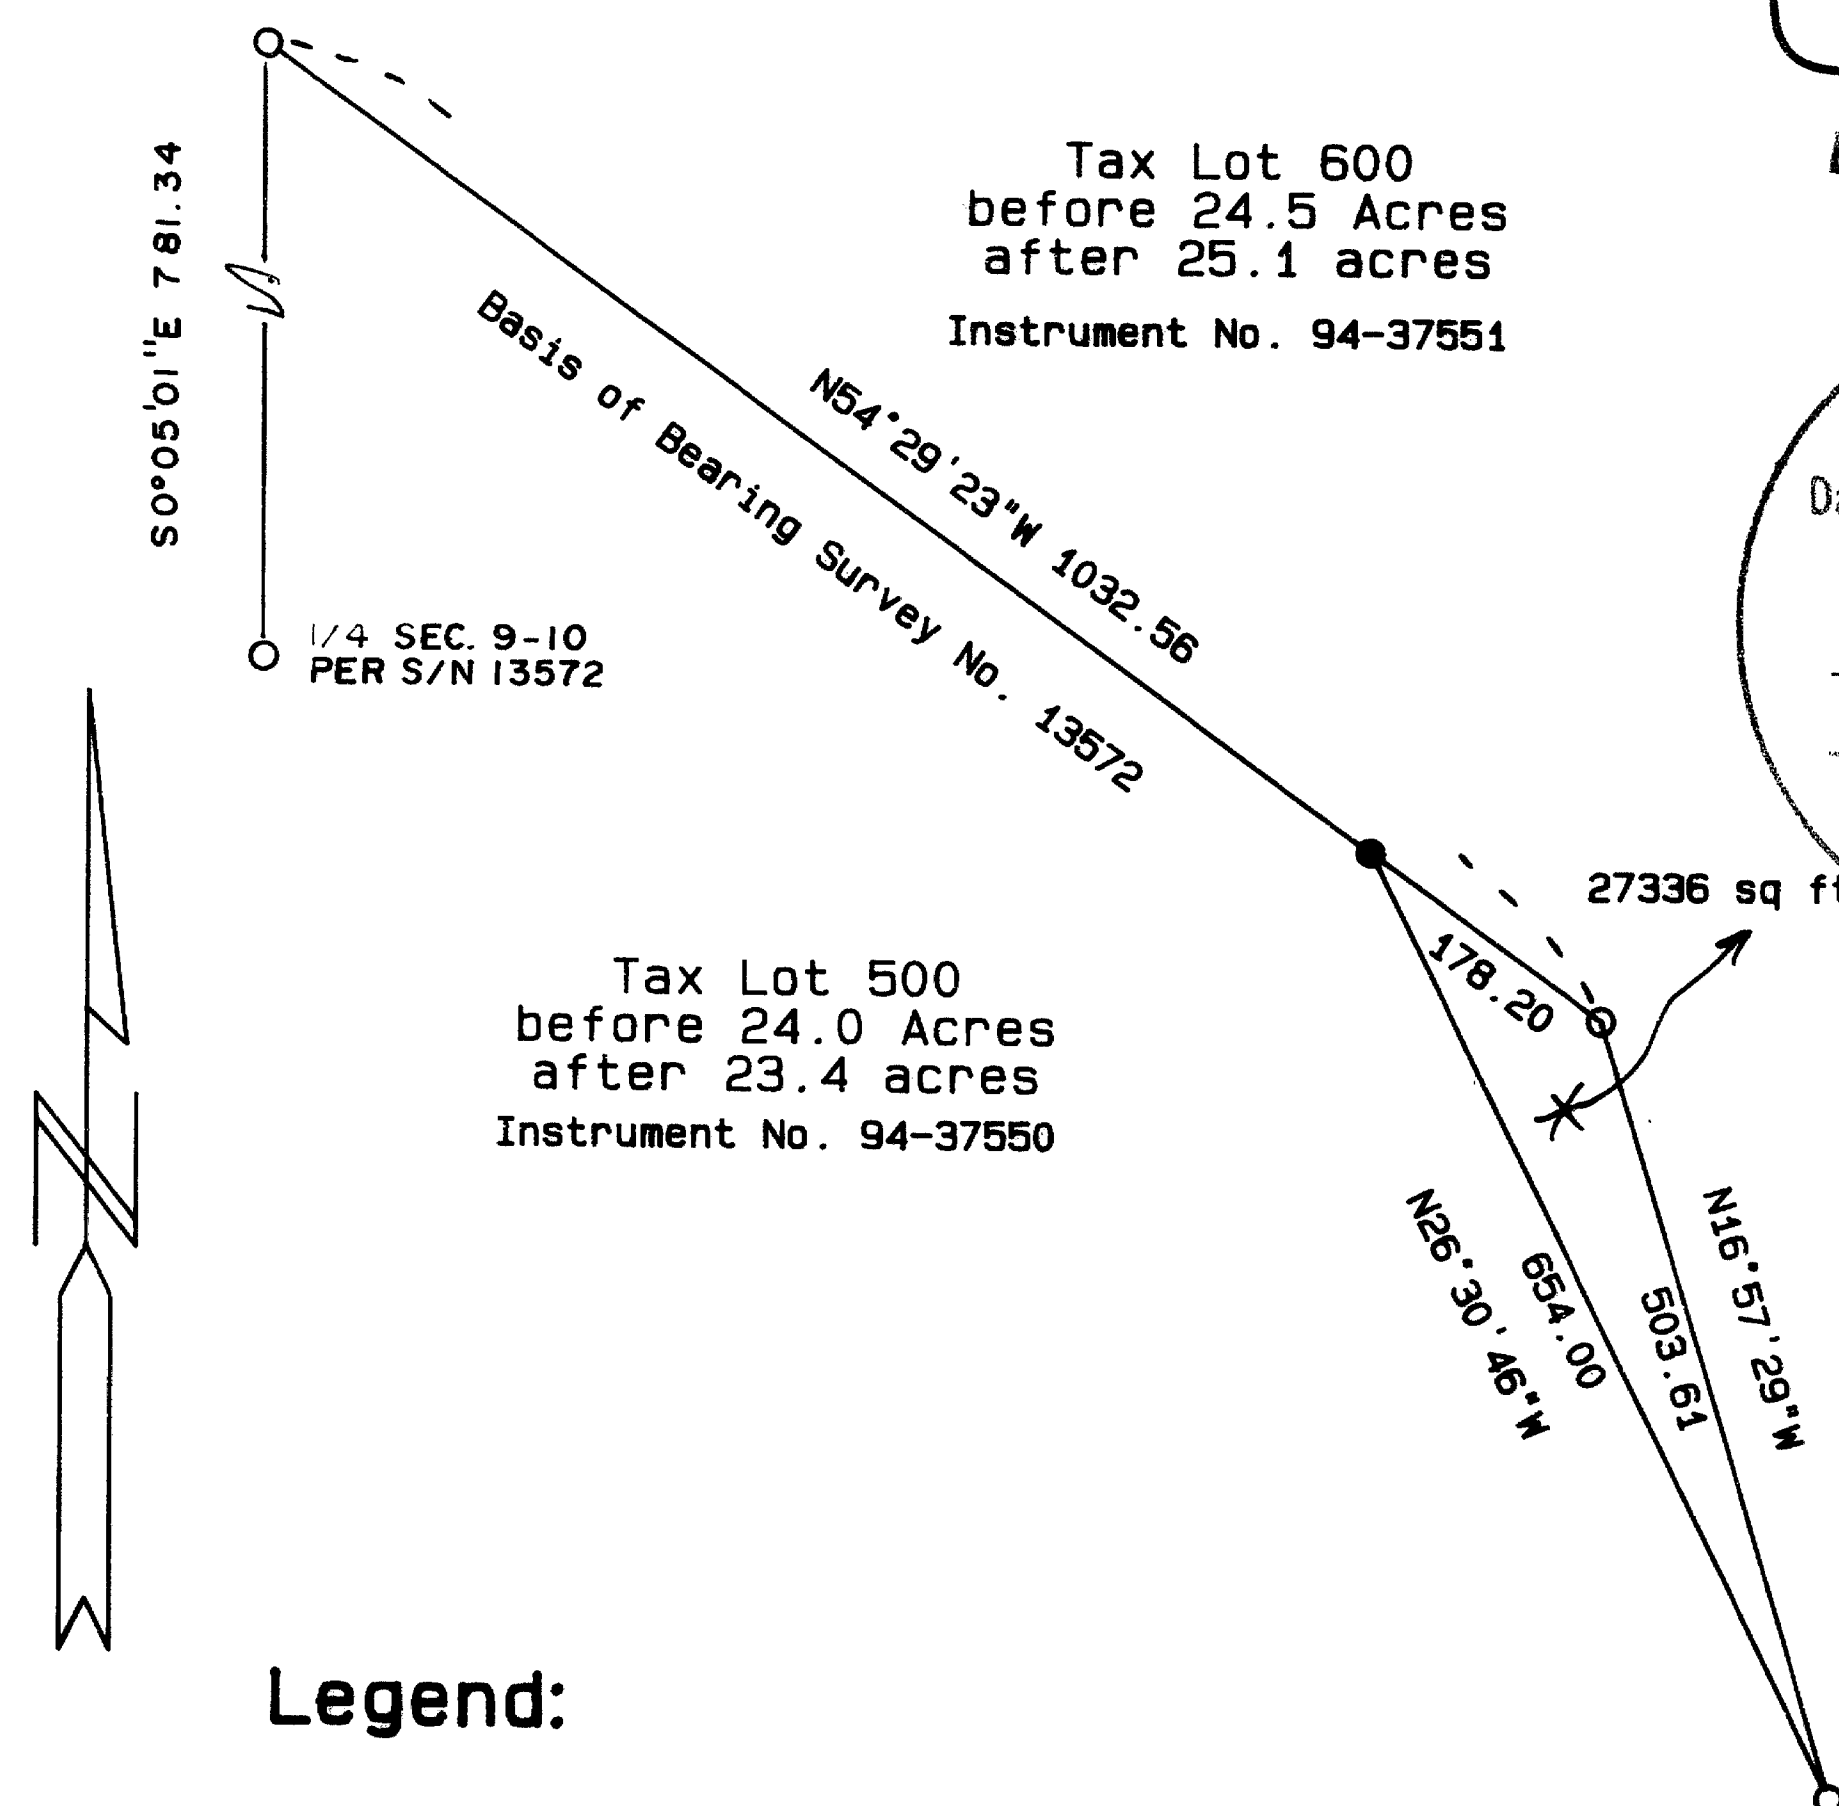 Tax Lot 600
before 24.5 Acres
after 25.1 acres
Instrument No. 94-37551
S0°05'01"E 781.34
N54°29'23"W 1032.56
Basis of Bearing Survey No. 13572
1/4 SEC. 9-10
PER S/N 13572
27336 sq ft
178.20
Tax Lot 500
before 24.0 Acres
after 23.4 acres
Instrument No. 94-37550
N26°30'46"W
654.00
503.61
N16°57'29"W
N
Legend: